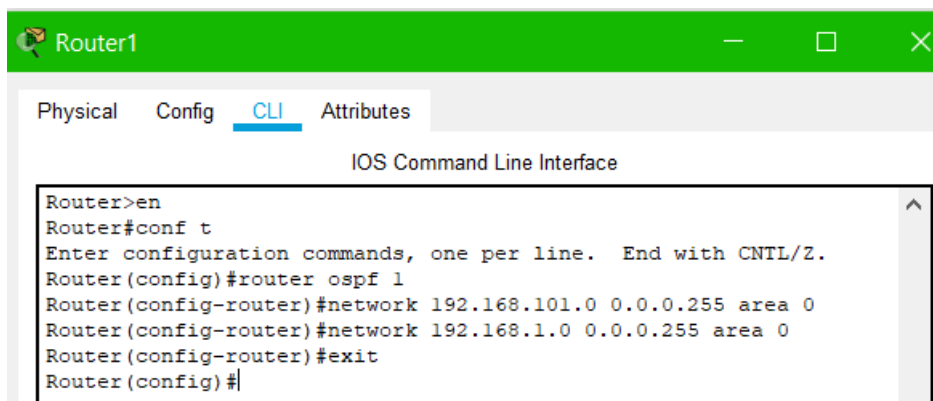 Router1
Physical Config CLI Attributes
IOS Command Line Interface
Router>en
Router#conf t
Enter configuration commands, one per line.  End with CNTL/Z.
Router(config)#router ospf 1
Router(config-router)#network 192.168.101.0 0.0.0.255 area 0
Router(config-router)#network 192.168.1.0 0.0.0.255 area 0
Router(config-router)#exit
Router(config)#